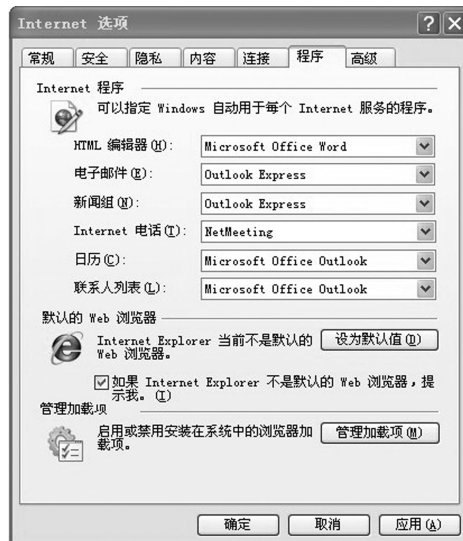 Internet 选项
常规 安全 隐私 内容 连接 程序 高级
Internet 程序
可以指定 Windows 自动用于每个 Internet 服务的程序。
HTML 编辑器(H): Microsoft Office Word
电子邮件(E): Outlook Express
新闻组(N): Outlook Express
Internet 电话(I): NetMeeting
日历(C): Microsoft Office Outlook
联系人列表(L): Microsoft Office Outlook
默认的 Web 浏览器
Internet Explorer 当前不是默认的 设为默认值(D)
Web 浏览器。
如果 Internet Explorer 不是默认的 Web 浏览器，提
示我。(I)
管理加载项
启用或禁用安装在系统中的浏览器加 管理加载项(M)
载项。
确定 取消 应用(A)